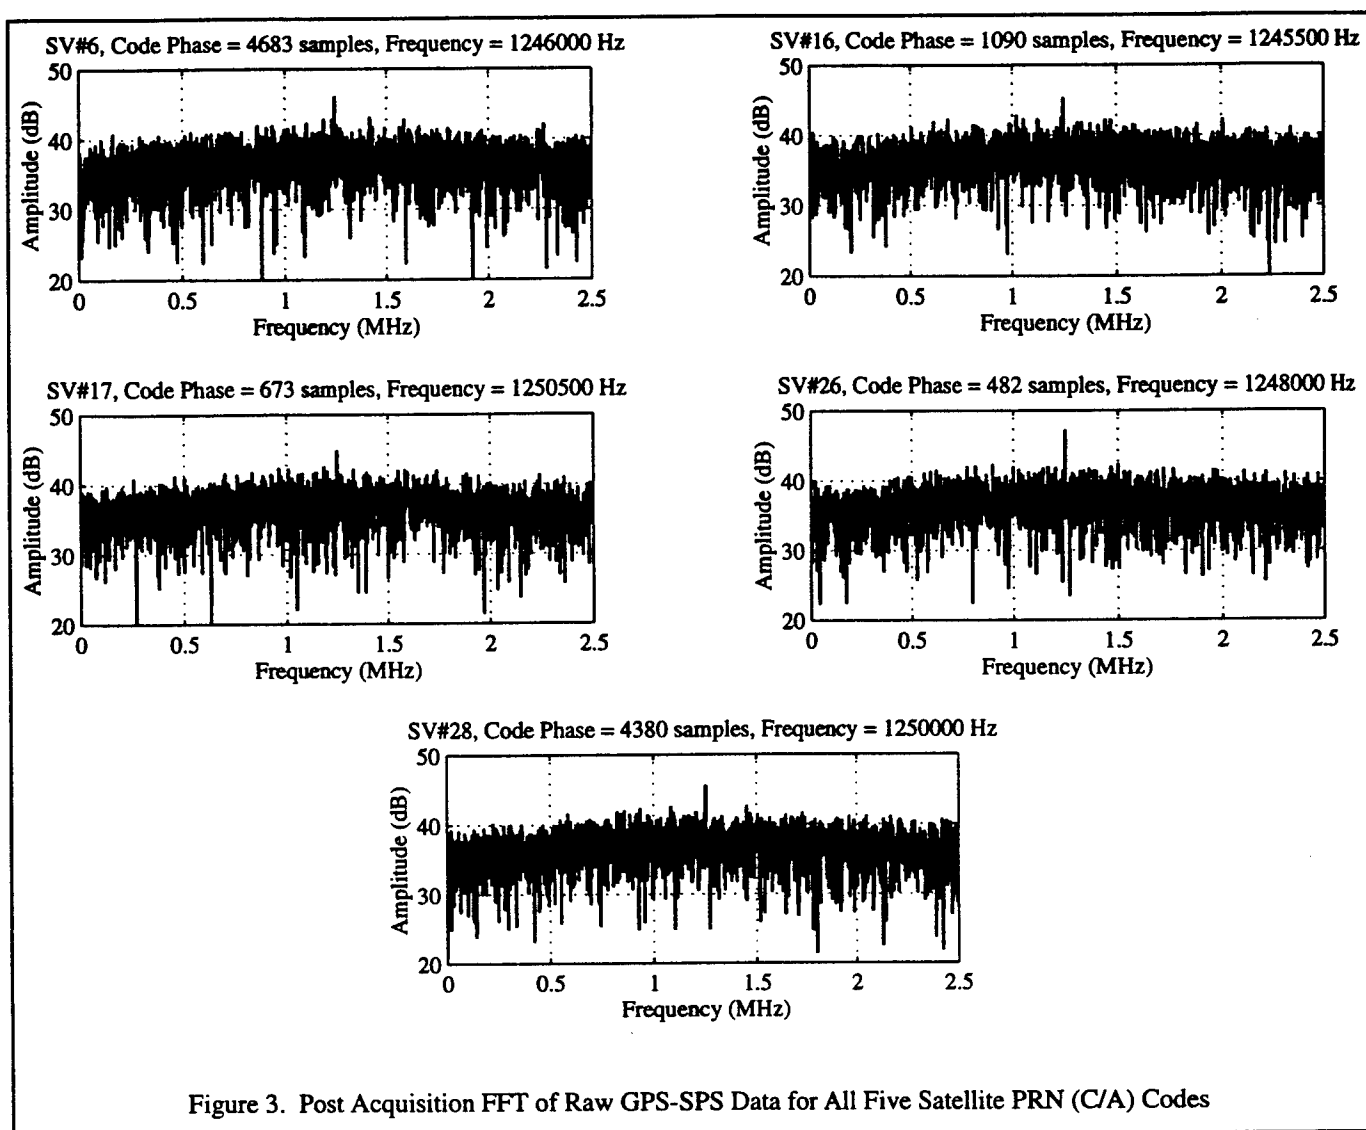 SV#6, Code Phase = 4683 samples, Frequency = 1246000 Hz
50
40
30
20
Amplitude (dB)
0 0.5 1 1.5 2 2.5
Frequency (MHz)
SV#16, Code Phase = 1090 samples, Frequency = 1245500 Hz
50
40
30
20
Amplitude (dB)
0 0.5 1 1.5 2 2.5
Frequency (MHz)
SV#17, Code Phase = 673 samples, Frequency = 1250500 Hz
50
40
30
20
Amplitude (dB)
0 0.5 1 1.5 2 2.5
Frequency (MHz)
SV#26, Code Phase = 482 samples, Frequency = 1248000 Hz
50
40
30
20
Amplitude (dB)
0 0.5 1 1.5 2 2.5
Frequency (MHz)
SV#28, Code Phase = 4380 samples, Frequency = 1250000 Hz
50
40
30
20
Amplitude (dB)
0 0.5 1 1.5 2 2.5
Frequency (MHz)
Figure 3. Post Acquisition FFT of Raw GPS-SPS Data for All Five Satellite PRN (C/A) Codes